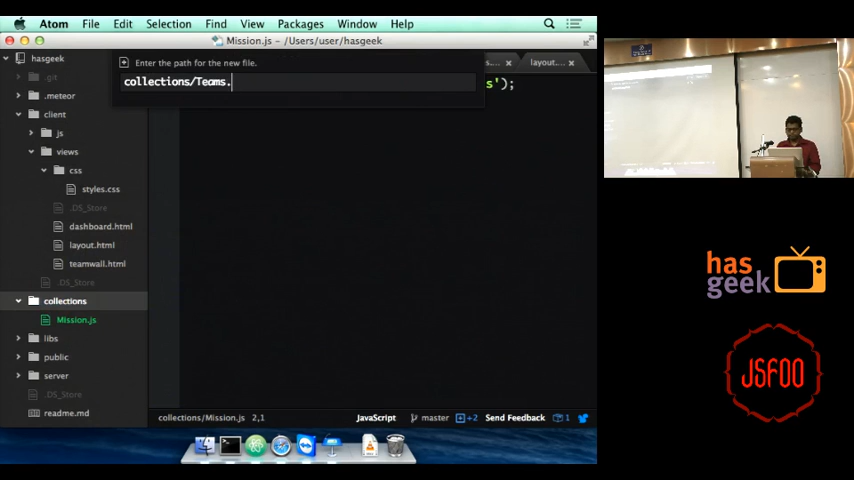 Atom File Edit Selection Find View Packages Window Help
Mission.js - /Users/user/hasgeek
hasgeek
Enter the path for the new file.
s.... layout....
.git
collections/Teams.
s');
.meteor
client
js
views
css
styles.css
.DS_Store
dashboard.html
layout.html
teamwall.html
.DS_Store
collections
Mission.js
libs
public
server
.DS_Store
readme.md
collections/Mission.js 2,1 JavaScript master +2 Send Feedback 1
has
geek
JSFOO